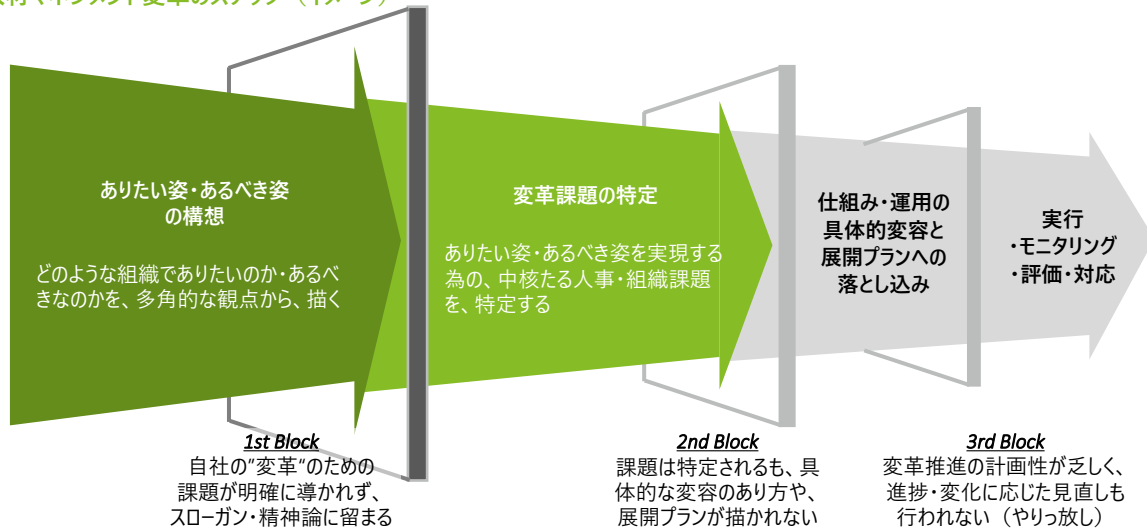 ありたい姿・あるべき姿
の構想
どのような組織でありたいのか・あるべ
きなのかを、多角的な観点から、描く
変革課題の特定
ありたい姿・あるべき姿を実現する
為の、中核たる人事・組織課題
を、特定する
仕組み・運用の
具体的変容と
展開プランへの
落とし込み
実行
・モニタリング
・評価・対応
1st Block
自社の"変革"のための
課題が明確に導かれず、
スローガン・精神論に留まる
2nd Block
課題は特定されるも、具
体的な変容のあり方や、
展開プランが描かれない
3rd Block
変革推進の計画性が乏しく、
進捗・変化に応じた見直しも
行われない（やりっ放し）